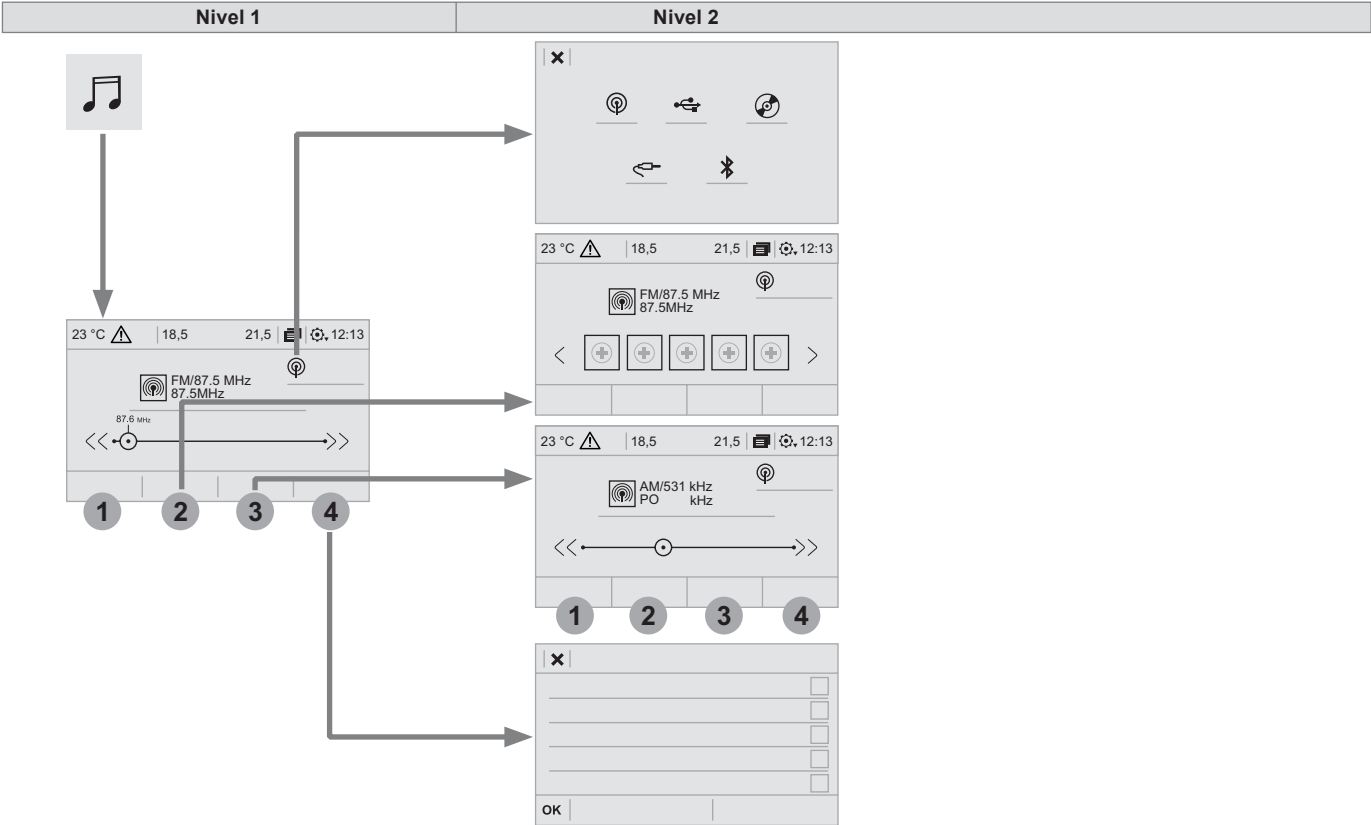 Nivel 1 Nivel 2
23 °C 18,5 21,5 12:13
FM/87.5 MHz
87.5MHz
87.6 MHz
1 2 3 4
23 °C 18,5 21,5 12:13
FM/87.5 MHz
87.5MHz
23 °C 18,5 21,5 12:13
AM/531 kHz
PO kHz
1 2 3 4
OK